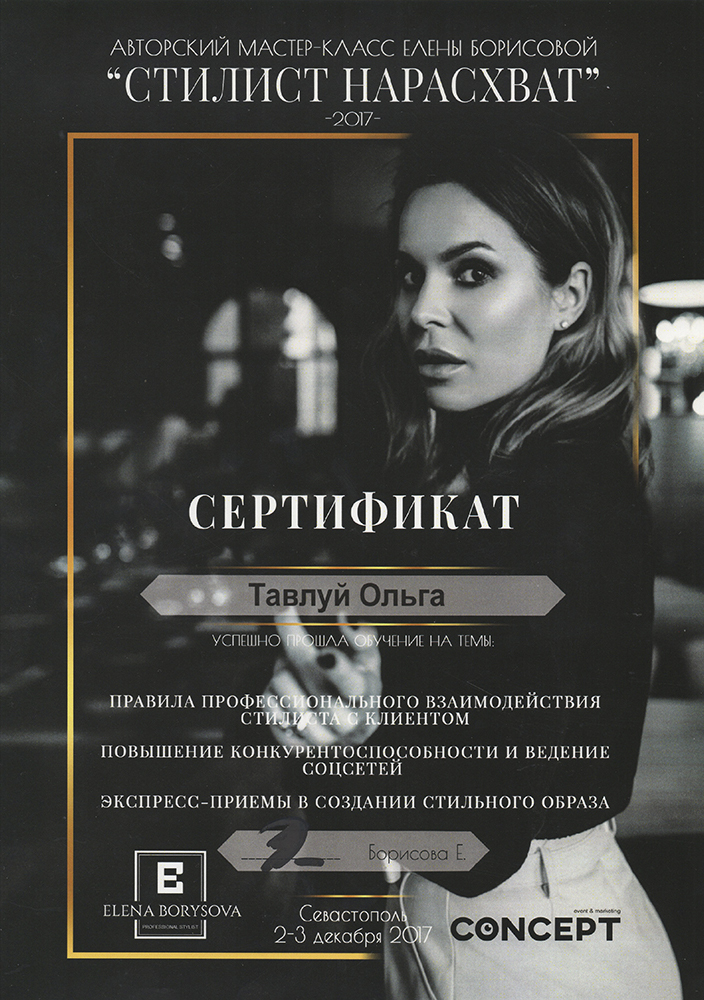 АВТОРСКИЙ МАСТЕР-КЛАСС ЕЛЕНЫ БОРИСОВОЙ
“СТИЛИСТ НАРАСХВАТ”
-2017-
СЕРТИФИКАТ
Тавлуй Ольга
УСПЕШНО ПРОШЛА ОБУЧЕНИЕ НА ТЕМЫ:
ПРАВИЛА ПРОФЕССИОНАЛЬНОГО ВЗАИМОДЕЙСТВИЯ
СТИЛИСТА С КЛИЕНТОМ
ПОВЫШЕНИЕ КОНКУРЕНТОСПОСОБНОСТИ И ВЕДЕНИЕ
СОЦСЕТЕЙ
ЭКСПРЕСС-ПРИЕМЫ В СОЗДАНИИ СТИЛЬНОГО ОБРАЗА
Борисова Е.
E
ELENA BORYSOVA
PROFESSIONAL STYLIST
Севастополь
2-3 декабря 2017
event & marketing
CONCEPT